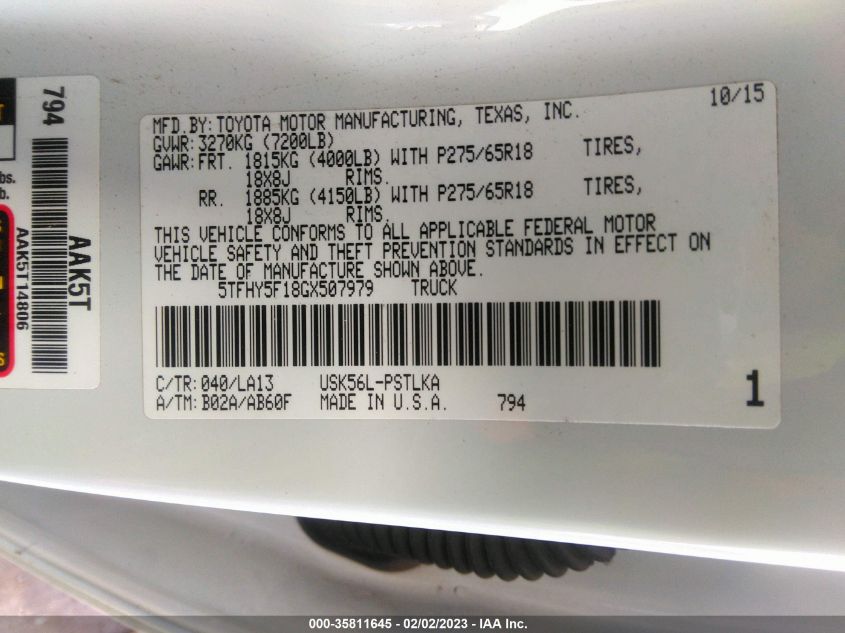 10/15
MFD.BY: TOYOTA MOTOR MANUFACTURING, TEXAS, INC.
GVWR: 3270KG (7200LB)
GAWR: FRT. 1815KG (4000LB) WITH P275/65R18 TIRES,
18X8J RIMS.
RR. 1885KG (4150LB) WITH P275/65R18 TIRES,
18X8J RIMS.
THIS VEHICLE CONFORMS TO ALL APPLICABLE FEDERAL MOTOR
VEHICLE SAFETY AND THEFT PREVENTION STANDARDS IN EFFECT ON
THE DATE OF MANUFACTURE SHOWN ABOVE.
5TFHY5F18GX507979 TRUCK
C/TR: 040/LA13 USK56L-PSTLKA
A/TM: B02A/AB60F MADE IN U.S.A. 794
1
794
AAK5T
AAK5T14806
bs.
b.
000-35811645 - 02/02/2023 - IAA Inc.